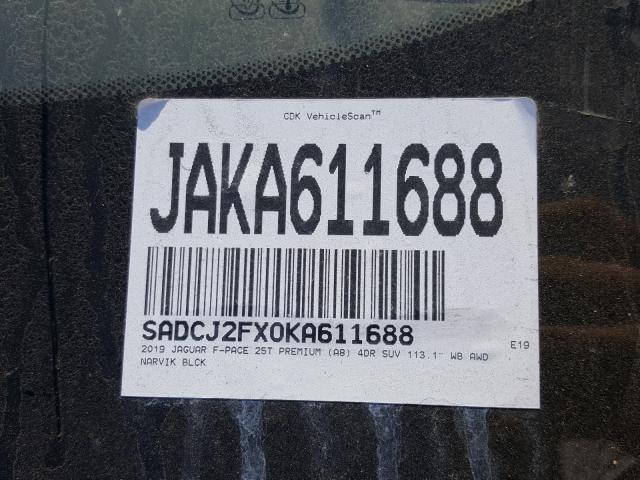 CDK VehicleScan™
JAKA611688
SADCJ2FX0KA611688
E19
2019 JAGUAR F-PACE 25T PREMIUM (A8) 4DR SUV 113.1" WB AWD
NARVIK BLCK